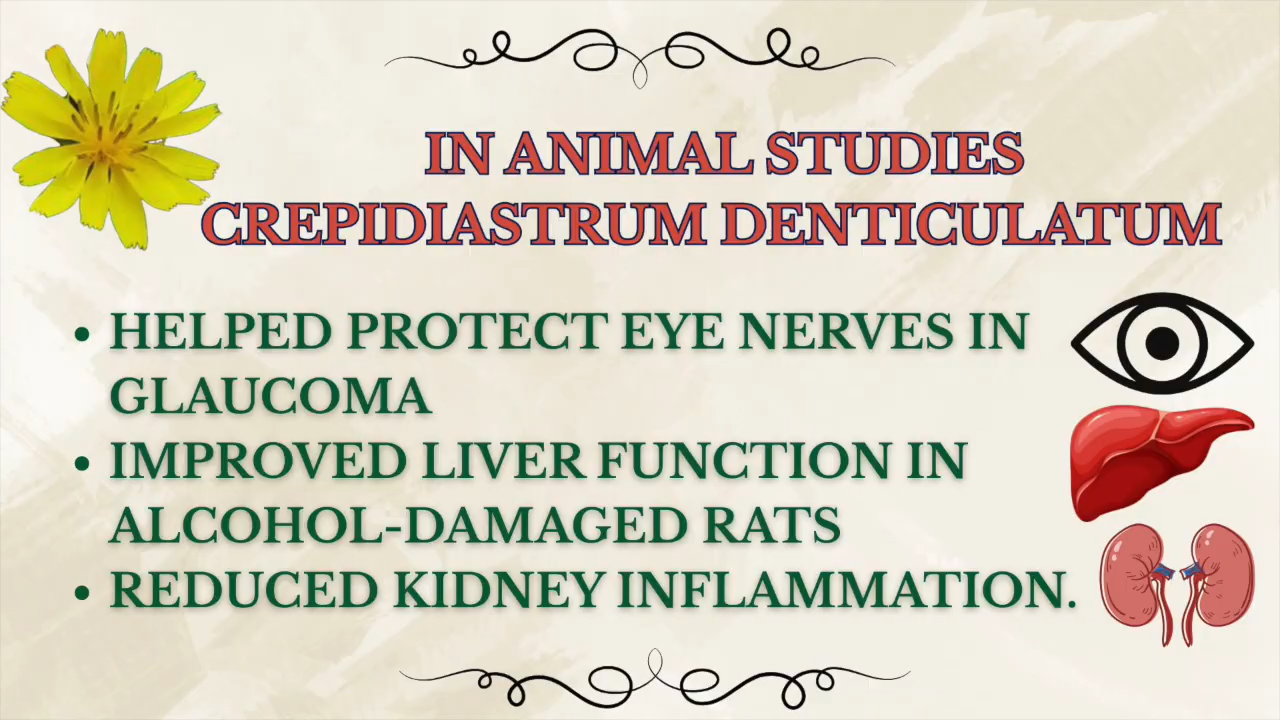 IN ANIMAL STUDIES
CREPIDIASTRUM DENTICULATUM
• HELPED PROTECT EYE NERVES IN
GLAUCOMA
• IMPROVED LIVER FUNCTION IN
ALCOHOL-DAMAGED RATS
• REDUCED KIDNEY INFLAMMATION.